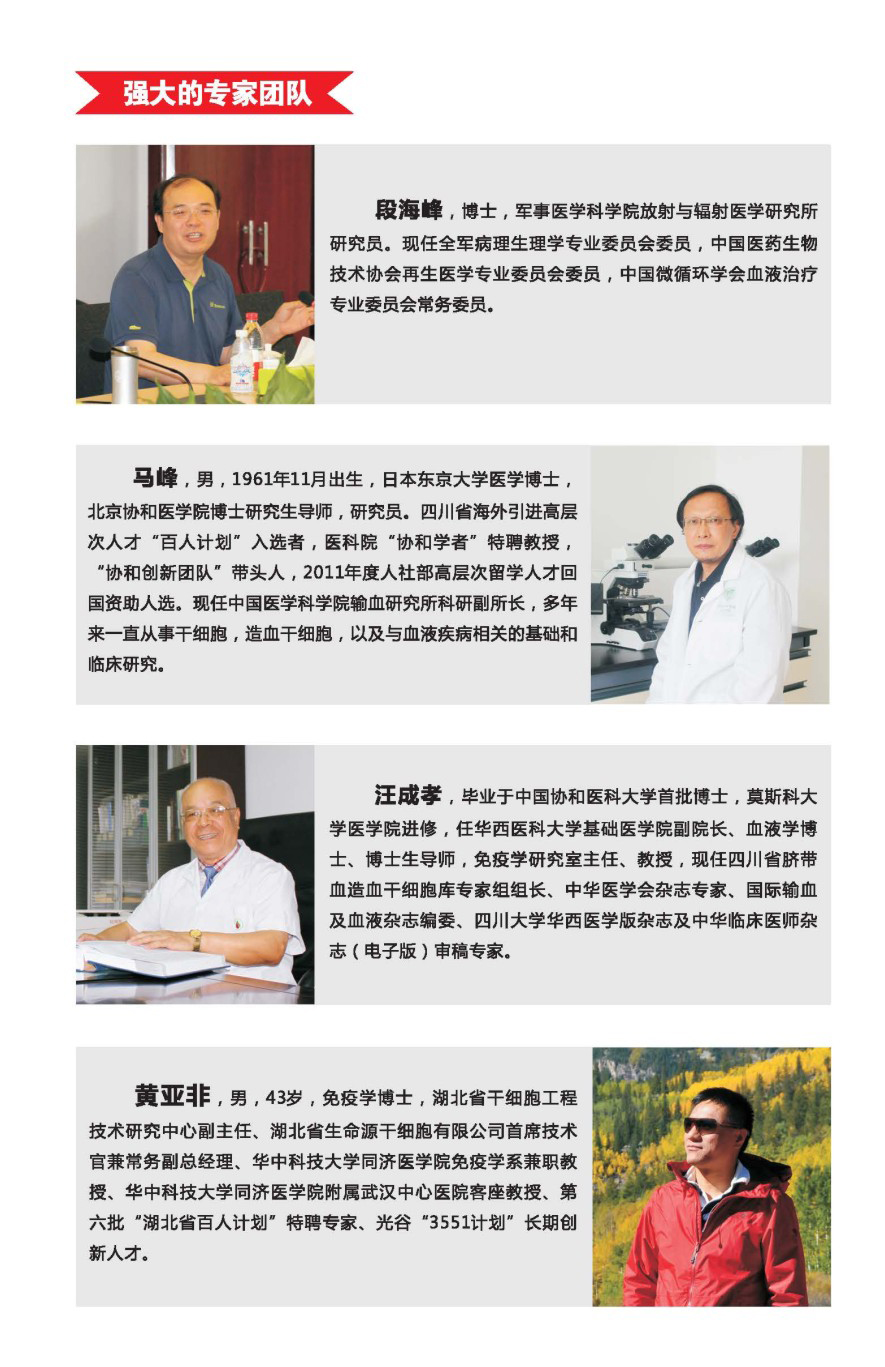 强大的专家团队
段海峰，博士，军事医学科学院放射与辐射医学研究所
研究员。现任全军病理生理学专业委员会委员，中国医药生物
技术协会再生医学专业委员会委员，中国微循环学会血液治疗
专业委员会常务委员。
马峰，男，1961年11月出生，日本东京大学医学博士，
北京协和医学院博士研究生导师，研究员。四川省海外引进高层
次人才“百人计划”入选者，医科院“协和学者”特聘教授，
“协和创新团队”带头人，2011年度人社部高层次留学人才回
国资助人选。现任中国医学科学院输血研究所科研副所长，多年
来一直从事干细胞，造血干细胞，以及与血液疾病相关的基础和
临床研究。
汪成孝，毕业于中国协和医科大学首批博士，莫斯科大
学医学院进修，任华西医科大学基础医学院副院长、血液学博
士、博士生导师，免疫学研究室主任、教授，现任四川省脐带
血造血干细胞库专家组组长、中华医学会杂志专家、国际输血
及血液杂志编委、四川大学华西医学版杂志及中华临床医师杂
志（电子版）审稿专家。
黄亚非，男，43岁，免疫学博士，湖北省干细胞工程
技术研究中心副主任、湖北省生命源干细胞有限公司首席技术
官兼常务副总经理、华中科技大学同济医学院免疫学系兼职教
授、华中科技大学同济医学院附属武汉中心医院客座教授、第
六批“湖北省百人计划”特聘专家、光谷“3551计划”长期创
新人才。